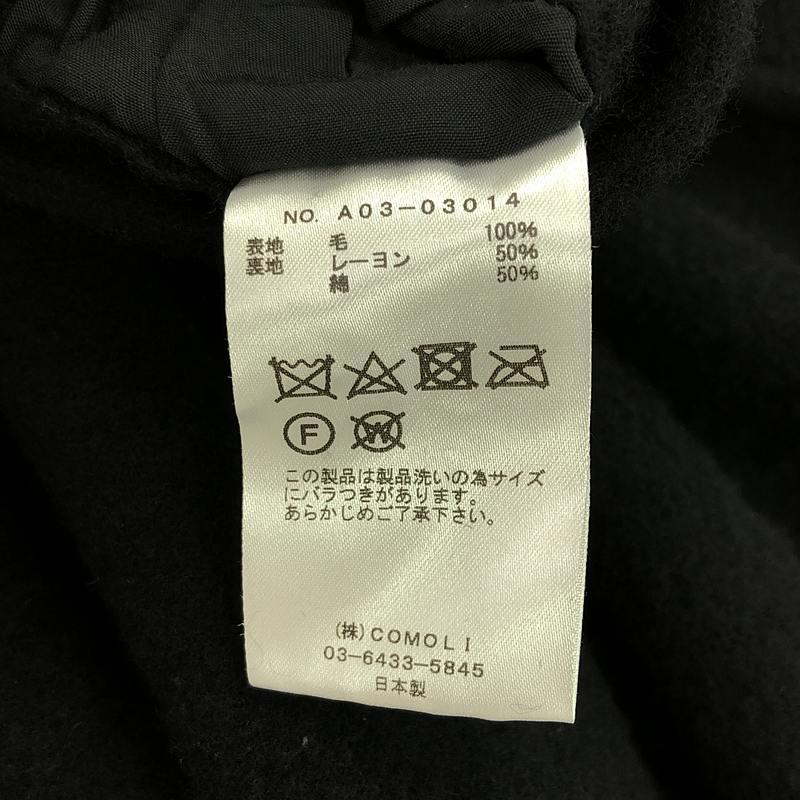 NO. A03-03014
表地 毛 100%
裏地 レーヨン 50%
綿 50%
F W
この製品は製品洗いの為サイズ
にバラつきがあります。
あらかじめご了承下さい。
(株)COMOLI
03-6433-5845
日本製